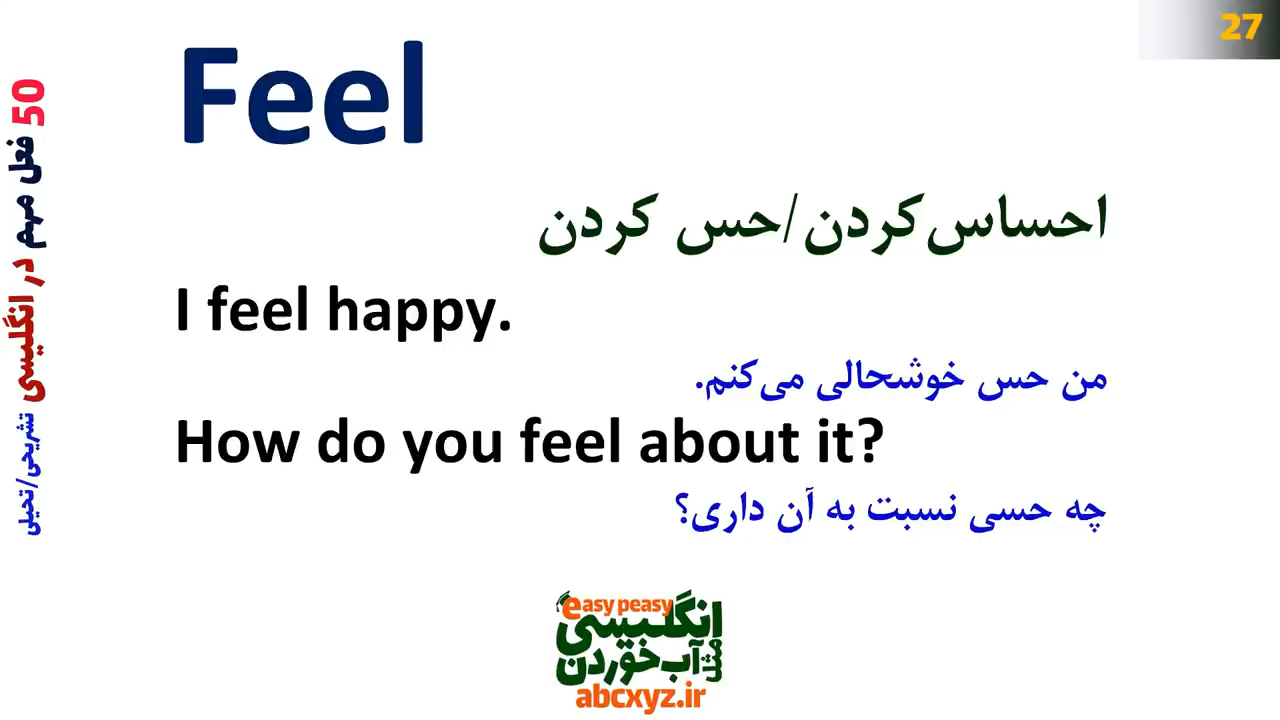 27
Feel
احساس‌کردن/حس کردن
I feel happy.
من حس خوشحالی می‌کنم.
How do you feel about it?
چه حسی نسبت به آن داری؟
50 فعل مهم در انگلیسی تشریحی/تحیلی
easy peasy
انگلیسی
مثل آب خوردن
abcxyz.ir